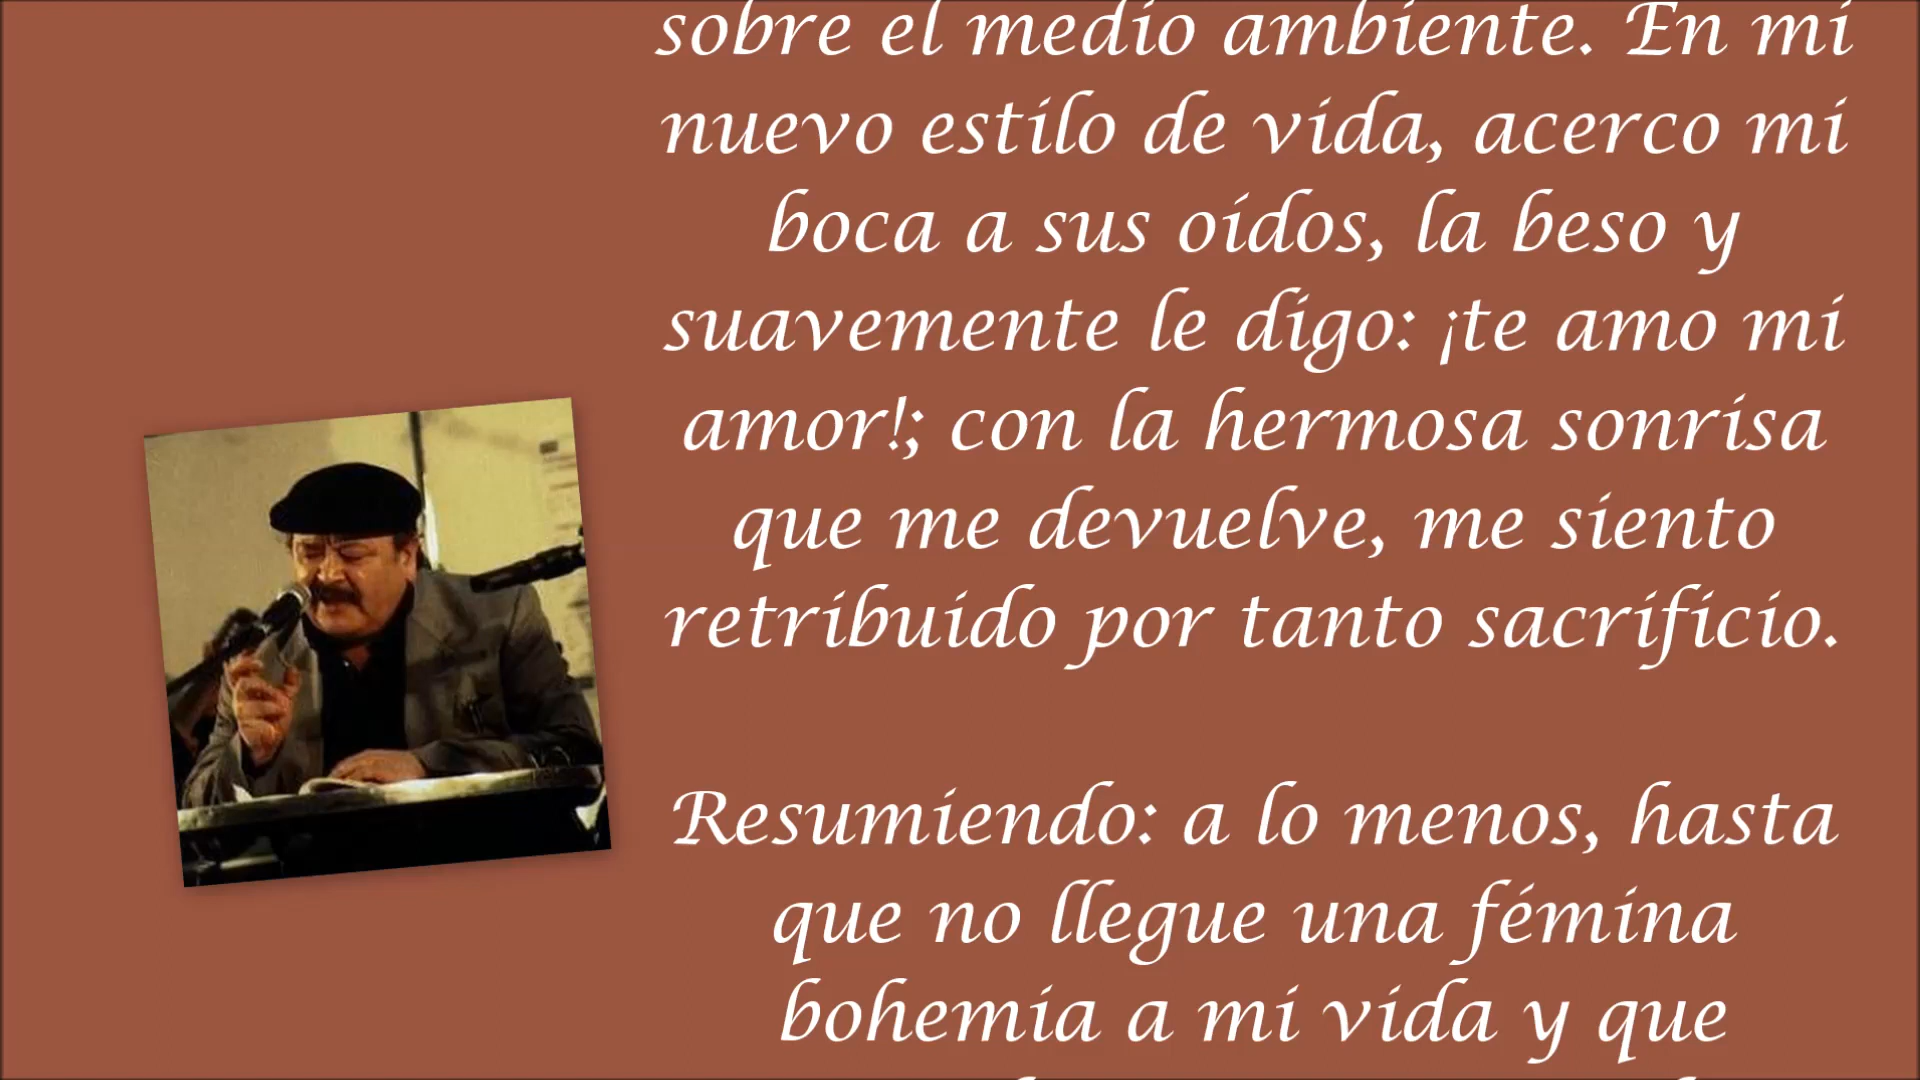 sobre el medio ambiente. En mi
nuevo estilo de vida, acerco mi
boca a sus oídos, la beso y
suavemente le digo: ¡te amo mi
amor!; con la hermosa sonrisa
que me devuelve, me siento
retribuido por tanto sacrificio.
Resumiendo: a lo menos, hasta
que no llegue una fémina
bohemia a mi vida y que